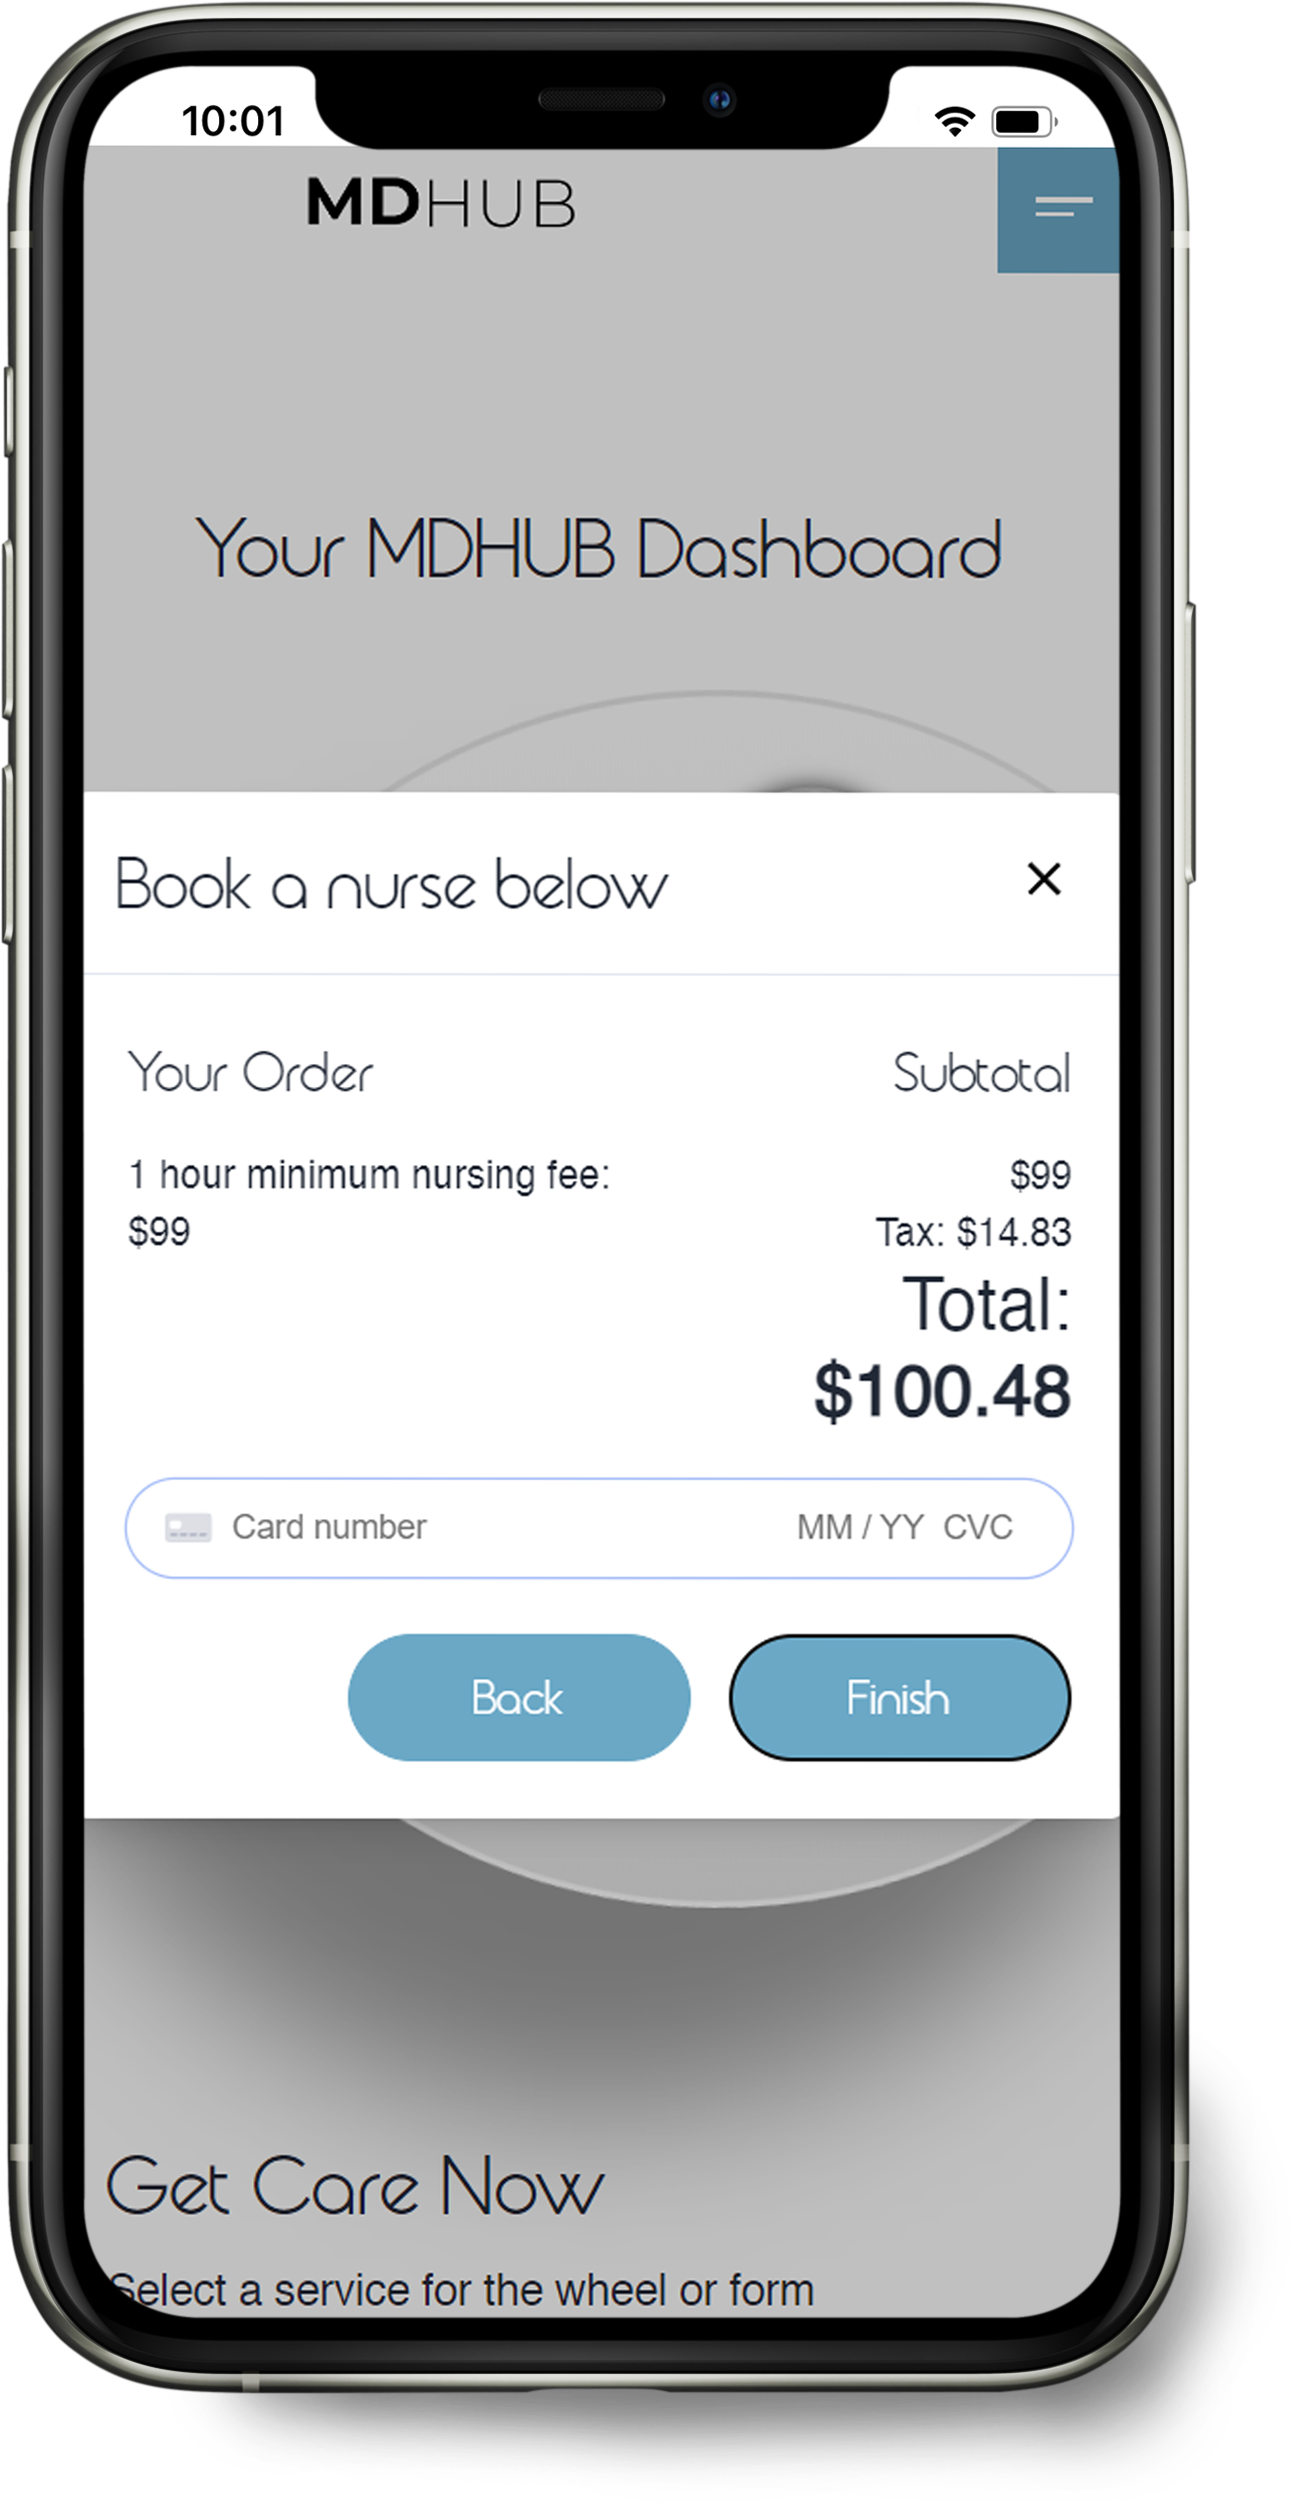 10:01
MDHUB
Your MDHUB Dashboard
Book a nurse below
Your Order
Subtotal
1 hour minimum nursing fee:
$99
$99
Tax: $14.83
Total:
$100.48
Card number
MM / YY CVC
Back
Finish
Get Care Now
Select a service for the wheel or form